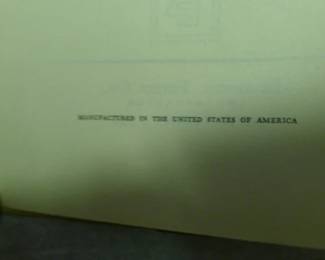 MANUFACTURED IN THE UNITED STATES OF AMERICA